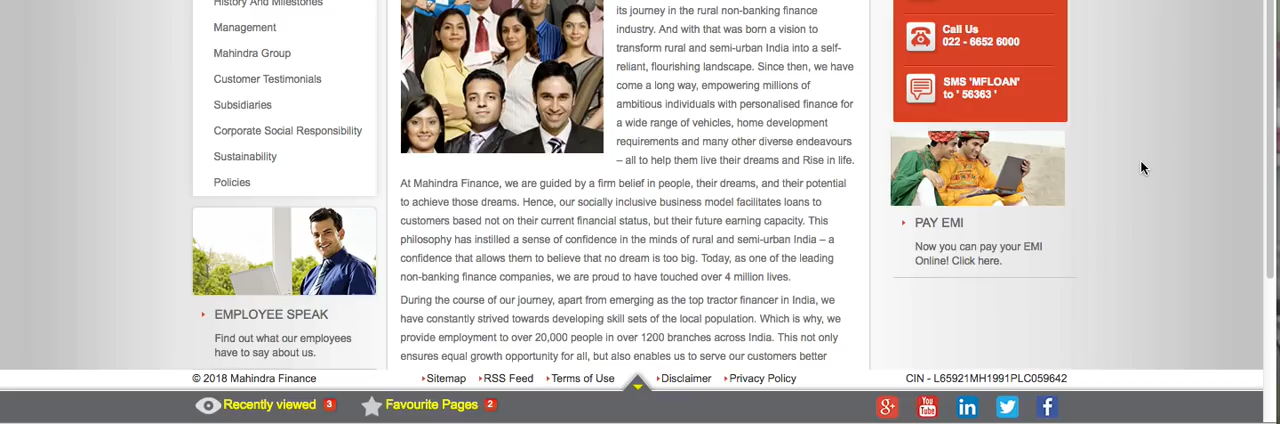 History And Milestones
Management
Mahindra Group
Customer Testimonials
Subsidiaries
Corporate Social Responsibility
Sustainability
Policies
EMPLOYEE SPEAK
Find out what our employees
have to say about us.
its journey in the rural non-banking finance
industry. And with that was born a vision to
transform rural and semi-urban India into a self-
reliant, flourishing landscape. Since then, we have
come a long way, empowering millions of
ambitious individuals with personalised finance for
a wide range of vehicles, home development
requirements and many other diverse endeavours
– all to help them live their dreams and Rise in life.
At Mahindra Finance, we are guided by a firm belief in people, their dreams, and their potential
to achieve those dreams. Hence, our socially inclusive business model facilitates loans to
customers based not on their current financial status, but their future earning capacity. This
philosophy has instilled a sense of confidence in the minds of rural and semi-urban India – a
confidence that allows them to believe that no dream is too big. Today, as one of the leading
non-banking finance companies, we are proud to have touched over 4 million lives.
During the course of our journey, apart from emerging as the top tractor financer in India, we
have constantly strived towards developing skill sets of the local population. Which is why, we
provide employment to over 20,000 people in over 1200 branches across India. This not only
ensures equal growth opportunity for all, but also enables us to serve our customers better
Call Us
022 - 6652 6000
SMS 'MFLOAN'
to ' 56363 '
PAY EMI
Now you can pay your EMI
Online! Click here.
© 2018 Mahindra Finance
Sitemap RSS Feed Terms of Use Disclaimer Privacy Policy
CIN - L65921MH1991PLC059642
Recently viewed 3
Favourite Pages 2
g+ You Tube in f